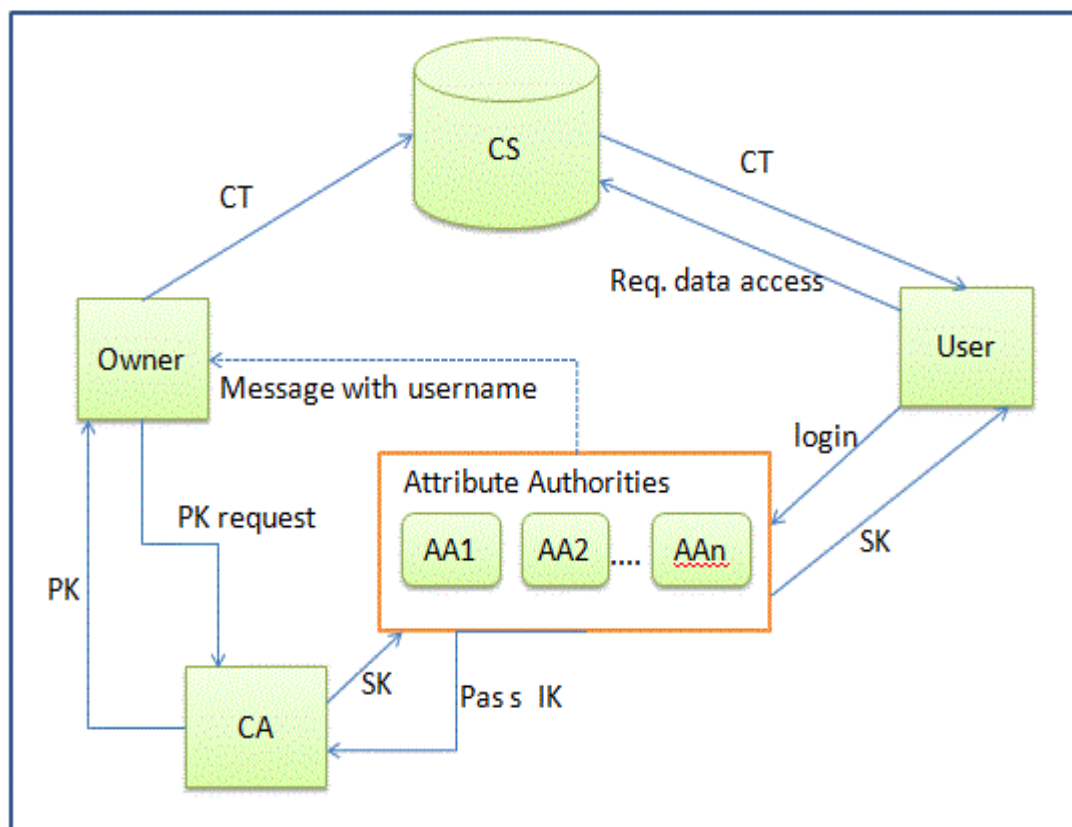 CS
CT
CT
Req. data access
Owner
User
Message with username
login
Attribute Authorities
AA1
AA2
....
AAn
PK request
SK
PK
SK
Pas s IK
CA